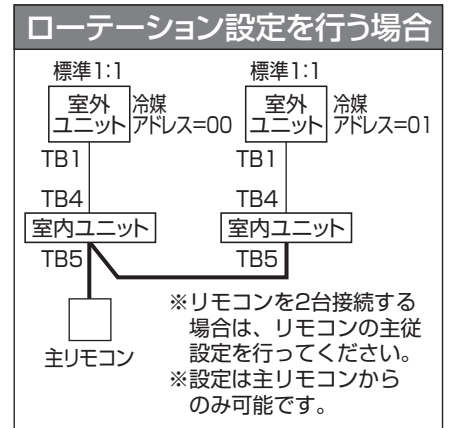 ローテーション設定を行う場合
標準1:1
標準1:1
室外
ユニット
冷媒
アドレス=00
室外
ユニット
冷媒
アドレス=01
TB1
TB1
TB4
TB4
室内ユニット
室内ユニット
TB5
TB5
主リモコン
※リモコンを2台接続する
場合は、リモコンの主従
設定を行ってください。
※設定は主リモコンから
のみ可能です。